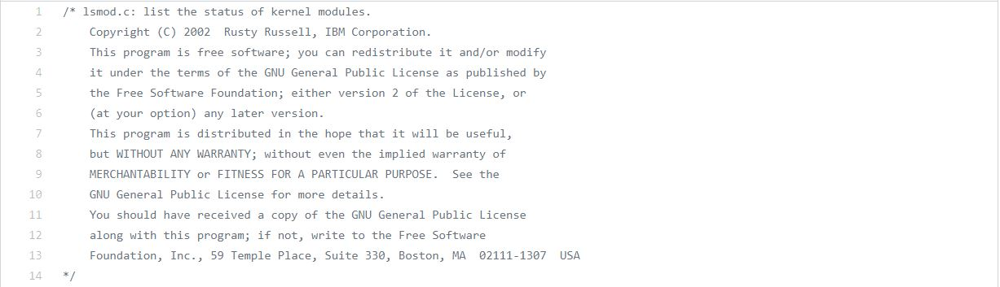 1 /* lsmod.c: list the status of kernel modules.
2 Copyright (C) 2002  Rusty Russell, IBM Corporation.
3 This program is free software; you can redistribute it and/or modify
4 it under the terms of the GNU General Public License as published by
5 the Free Software Foundation; either version 2 of the License, or
6 (at your option) any later version.
7 This program is distributed in the hope that it will be useful,
8 but WITHOUT ANY WARRANTY; without even the implied warranty of
9 MERCHANTABILITY or FITNESS FOR A PARTICULAR PURPOSE.  See the
10 GNU General Public License for more details.
11 You should have received a copy of the GNU General Public License
12 along with this program; if not, write to the Free Software
13 Foundation, Inc., 59 Temple Place, Suite 330, Boston, MA  02111-1307  USA
14 */